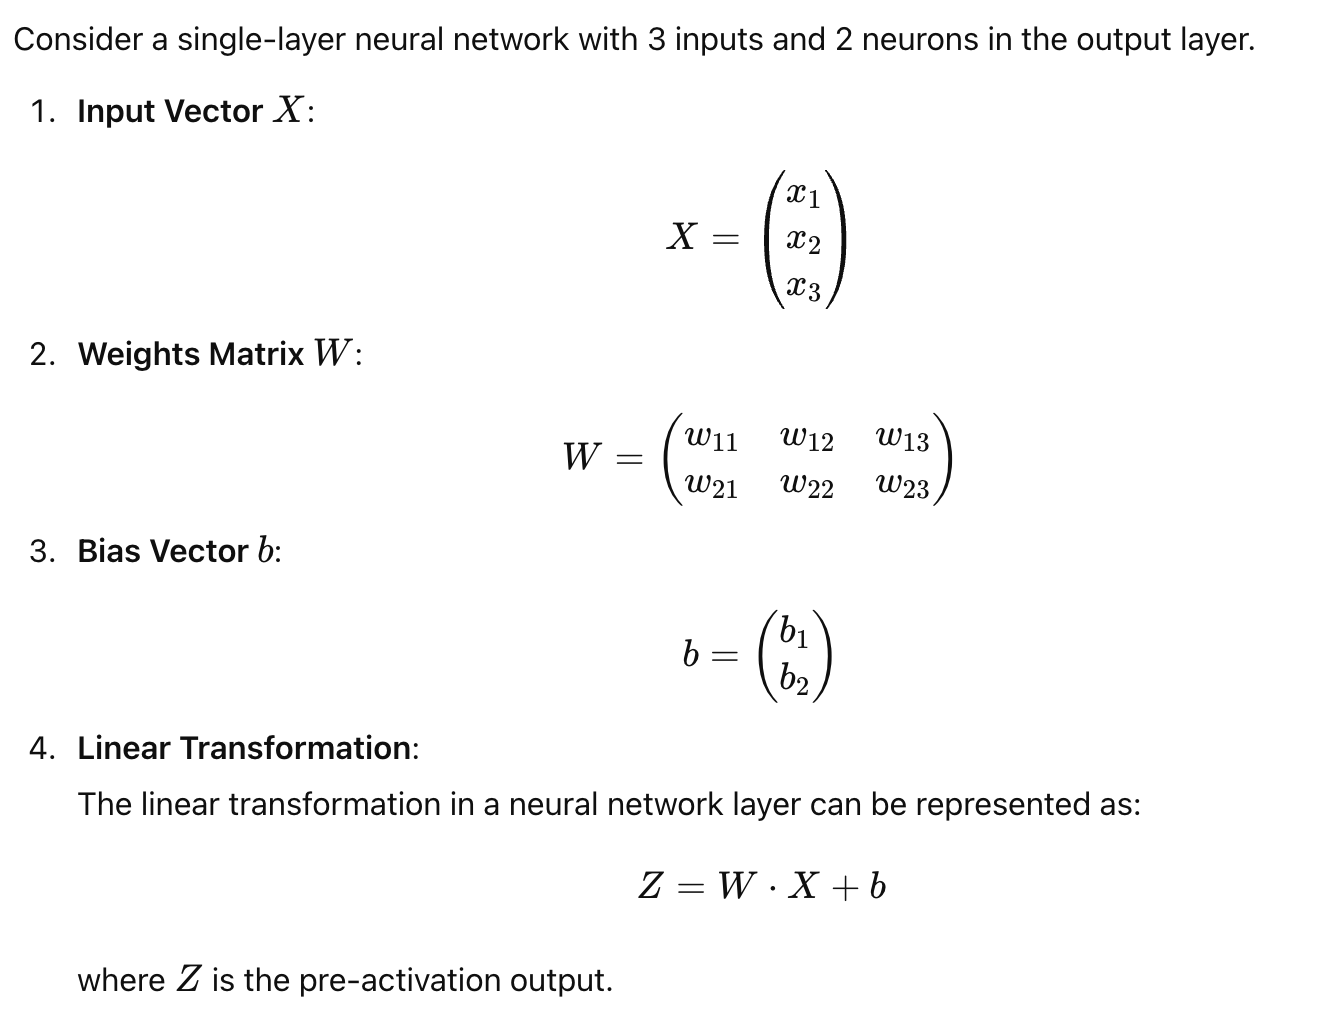 Consider a single-layer neural network with 3 inputs and 2 neurons in the output layer.
1. Input Vector X:
X = (x₁
x₂
x₃)
2. Weights Matrix W:
W = (w₁₁ w₁₂ w₁₃
w₂₁ w₂₂ w₂₃)
3. Bias Vector b:
b = (b₁
b₂)
4. Linear Transformation:
The linear transformation in a neural network layer can be represented as:
Z = W · X + b
where Z is the pre-activation output.